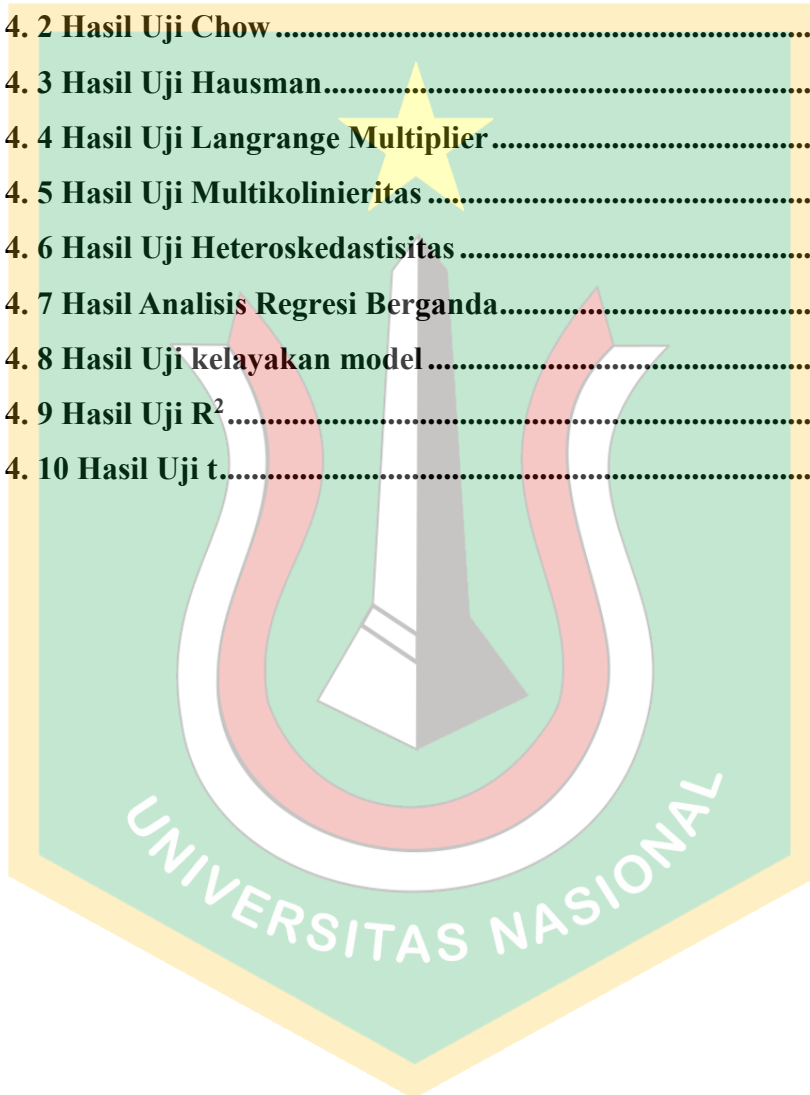 4. 2 Hasil Uji Chow ........................................................................
4. 3 Hasil Uji Hausman..................................................................
4. 4 Hasil Uji Langrange Multiplier............................................
4. 5 Hasil Uji Multikolinieritas ....................................................
4. 6 Hasil Uji Heteroskedastisitas ................................................
4. 7 Hasil Analisis Regresi Berganda...........................................
4. 8 Hasil Uji kelayakan model ....................................................
4. 9 Hasil Uji R²..............................................................................
4. 10 Hasil Uji t...............................................................................
UNIVERSITAS NASIONAL